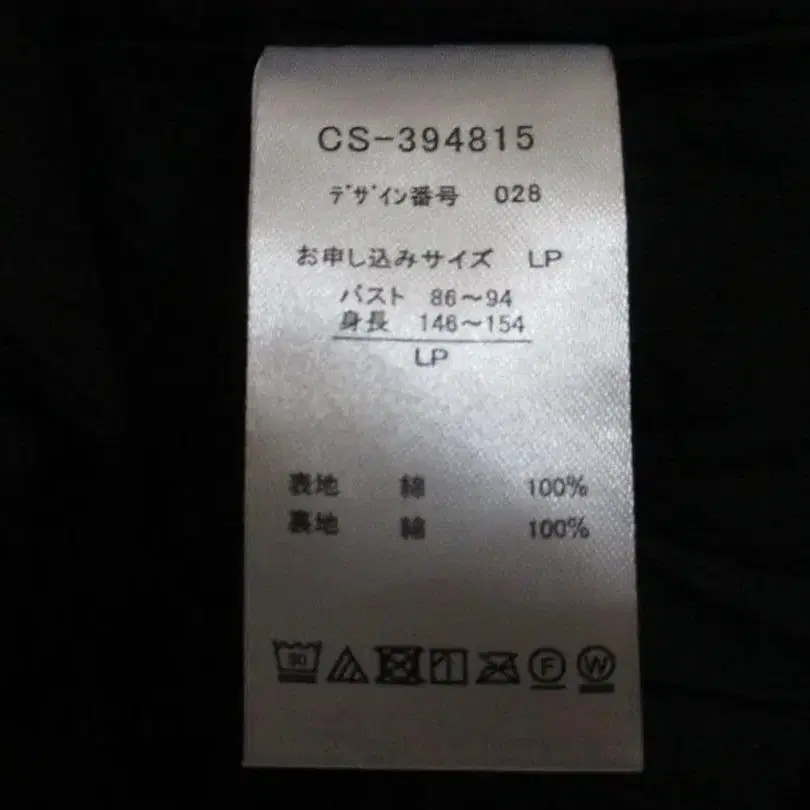 CS-394815
デザイン番号 028
お申し込みサイズ LP
バスト 86〜94
身長 146〜154
LP
表地 綿 100%
裏地 綿 100%
30 F W